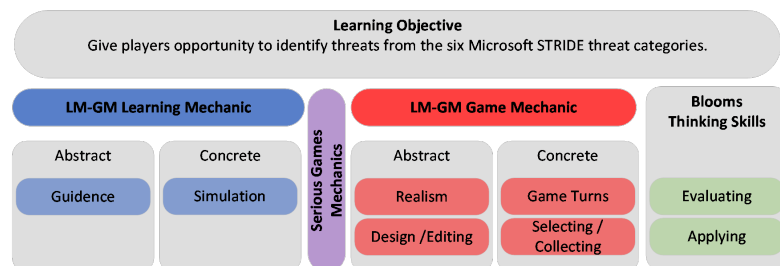 Learning Objective
Give players opportunity to identify threats from the six Microsoft STRIDE threat categories.
LM-GM Learning Mechanic
Serious Games
Mechanics
LM-GM Game Mechanic
Blooms
Thinking Skills
Abstract
Concrete
Abstract
Concrete
Guidence
Simulation
Realism
Game Turns
Evaluating
Design /Editing
Selecting /
Collecting
Applying